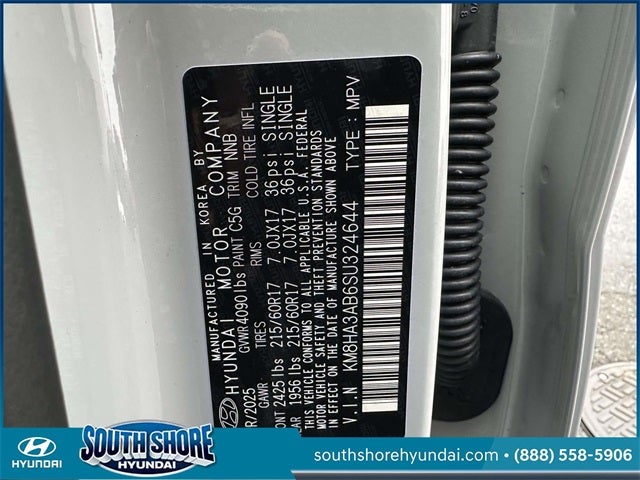 MANUFACTURED IN KOREA BY
HYUNDAI MOTOR COMPANY
R/2025 GVWR 4090 lbs PAINT C5G TRIM NNB
GAWR TIRES RIMS COLD TIRE INFL
ONT 2425 lbs 215/60R17 7.0JX17 36psi SINGLE
AR 1956 lbs 215/60R17 7.0JX17 36psi SINGLE
THIS VEHICLE CONFORMS TO ALL APPLICABLE U.S.A. FEDERAL
MOTOR VEHICLE SAFETY AND THEFT PREVENTION STANDARDS
IN EFFECT ON THE DATE OF MANUFACTURE SHOWN ABOVE
V.I.N KM8HA3AB6SU324644 TYPE: MPV
HYUNDAI
SOUTH SHORE
HYUNDAI
southshorehyundai.com • (888) 558-5906